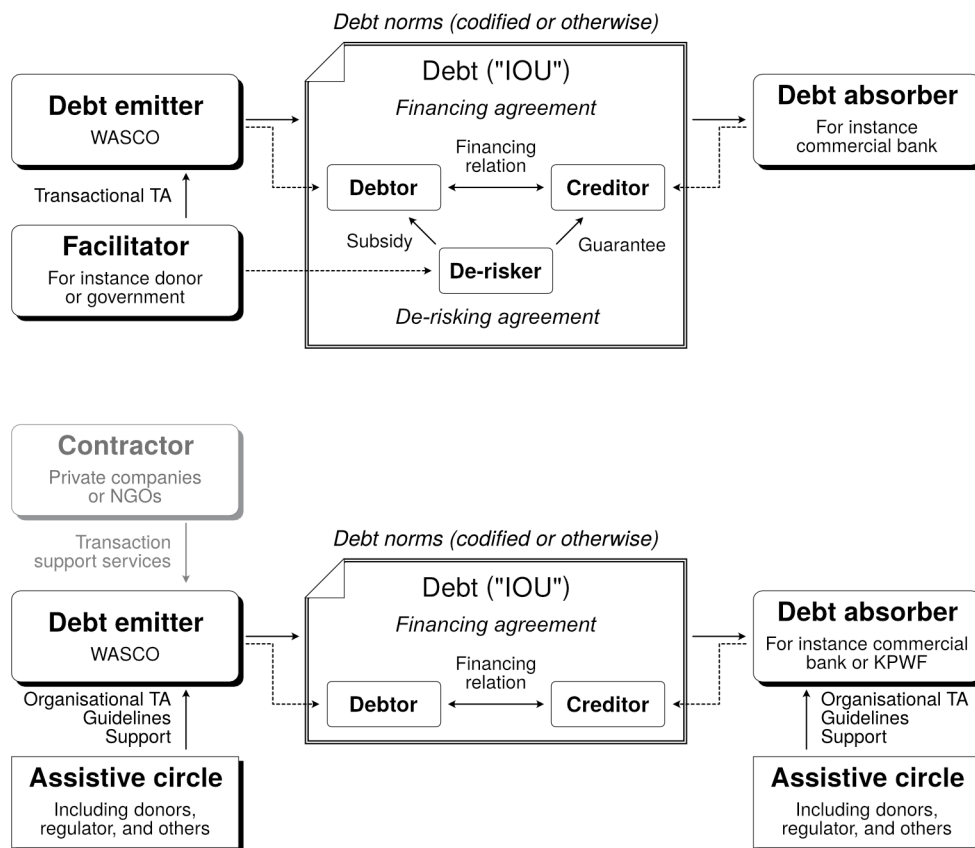 Debt norms (codified or otherwise)
Debt ("IOU")
Financing agreement
Debt emitter
WASCO
Financing
relation
Debtor
Creditor
Debt absorber
For instance
commercial bank
Transactional TA
Subsidy
Guarantee
Facilitator
For instance donor
or government
De-risker
De-risking agreement
Contractor
Private companies
or NGOs
Transaction
support services
Debt norms (codified or otherwise)
Debt ("IOU")
Financing agreement
Debt emitter
WASCO
Financing
relation
Debtor
Creditor
Debt absorber
For instance commercial
bank or KPWF
Organisational TA
Guidelines
Support
Organisational TA
Guidelines
Support
Assistive circle
Including donors,
regulator, and others
Assistive circle
Including donors,
regulator, and others